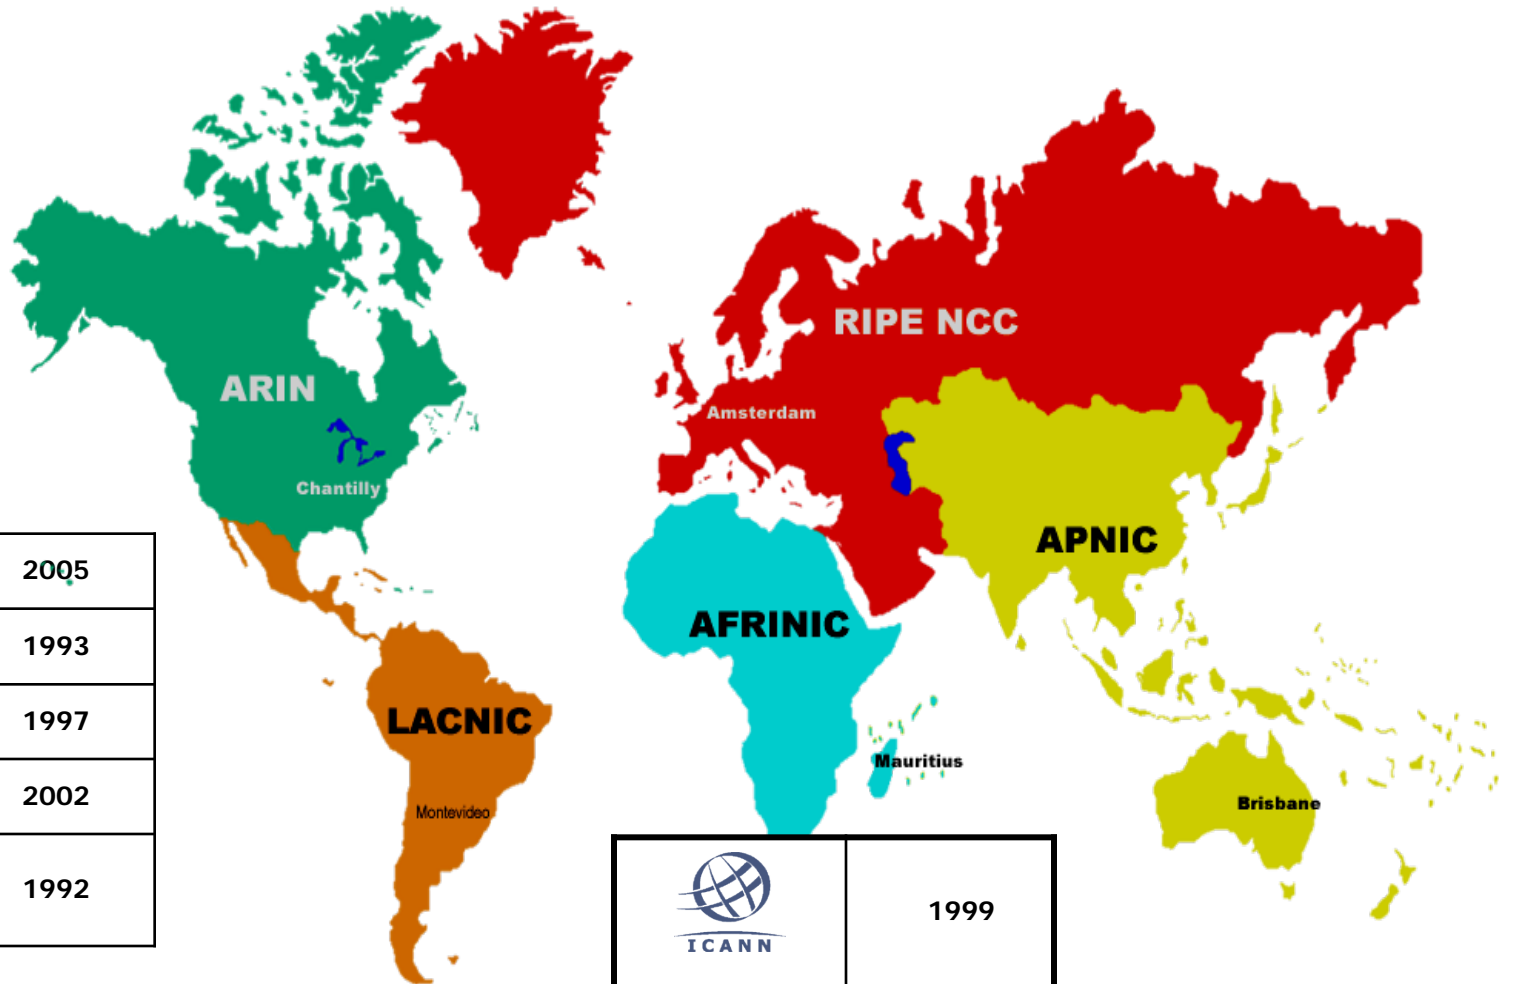 RIPE NCC
ARIN
Amsterdam
Chantilly
APNIC
2005
AFRINIC
1993
LACNIC
1997
Mauritius
2002
Montevideo
Brisbane
1992
1999
ICANN